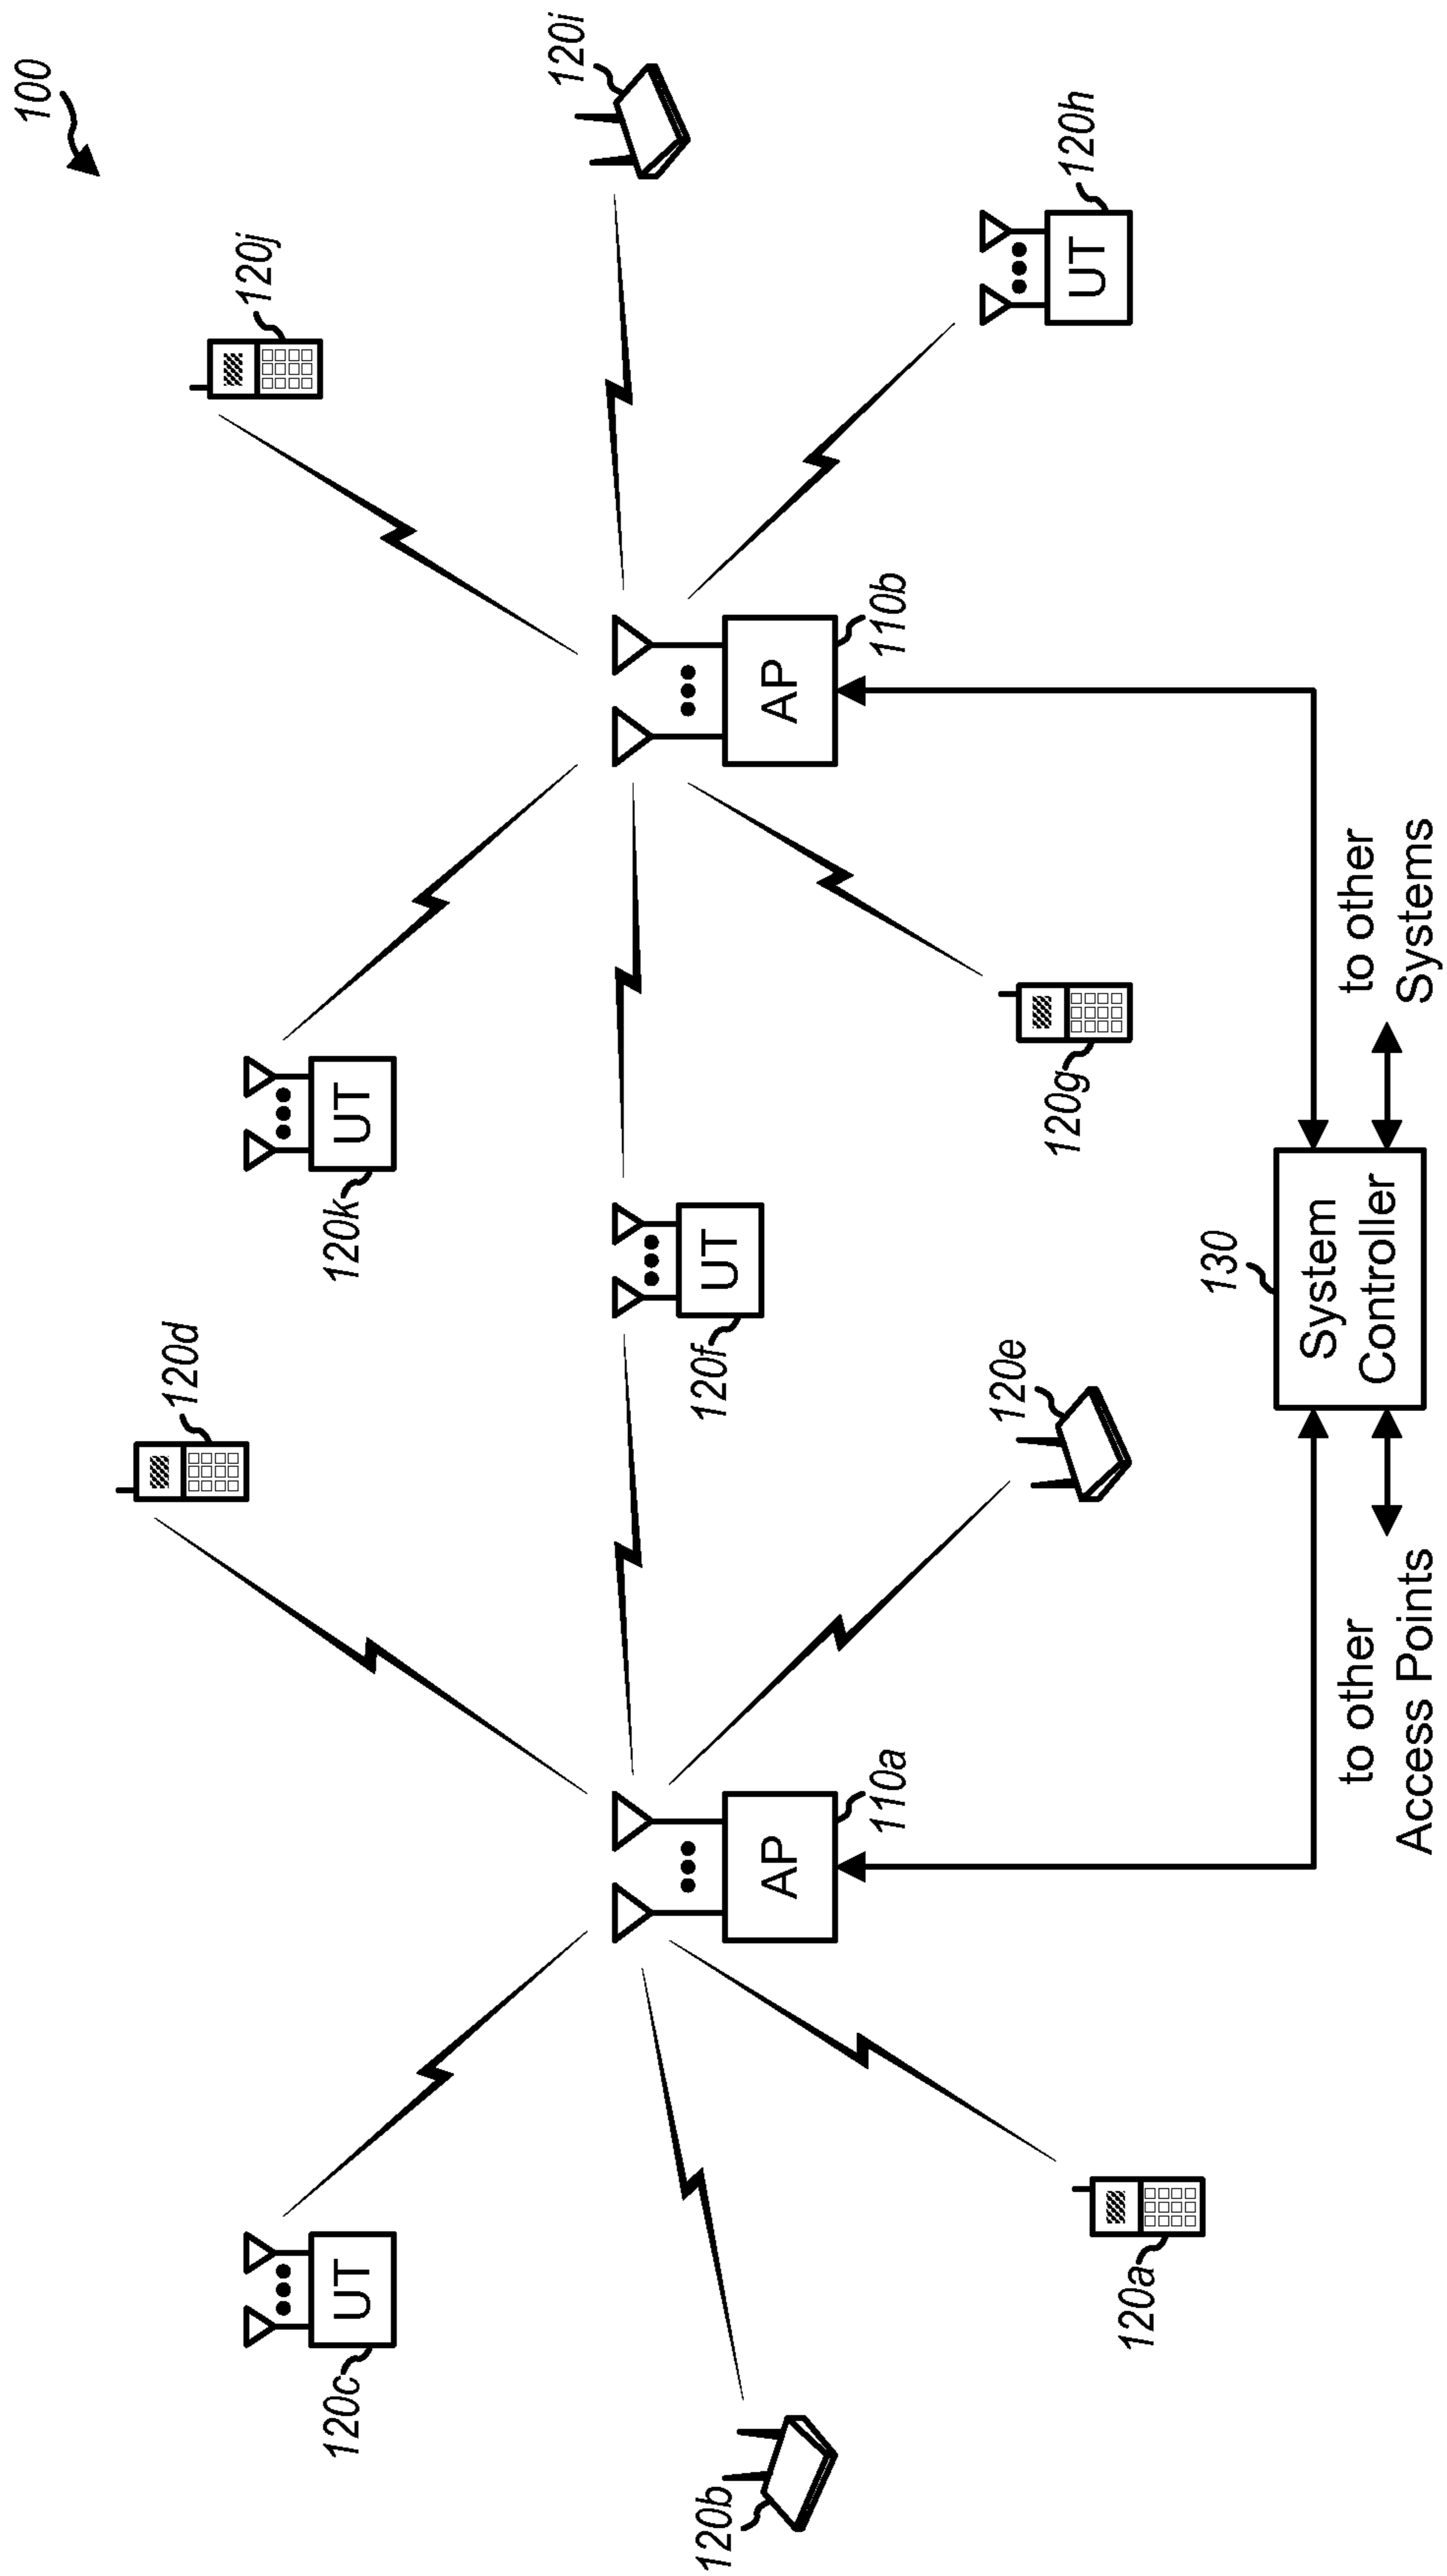 100
120d
120j
120c
UT
120k
UT
120i
120b
AP
110a
120f
UT
AP
110b
120a
120e
120g
UT
120h
130
System
Controller
to other
Access Points
to other
Systems